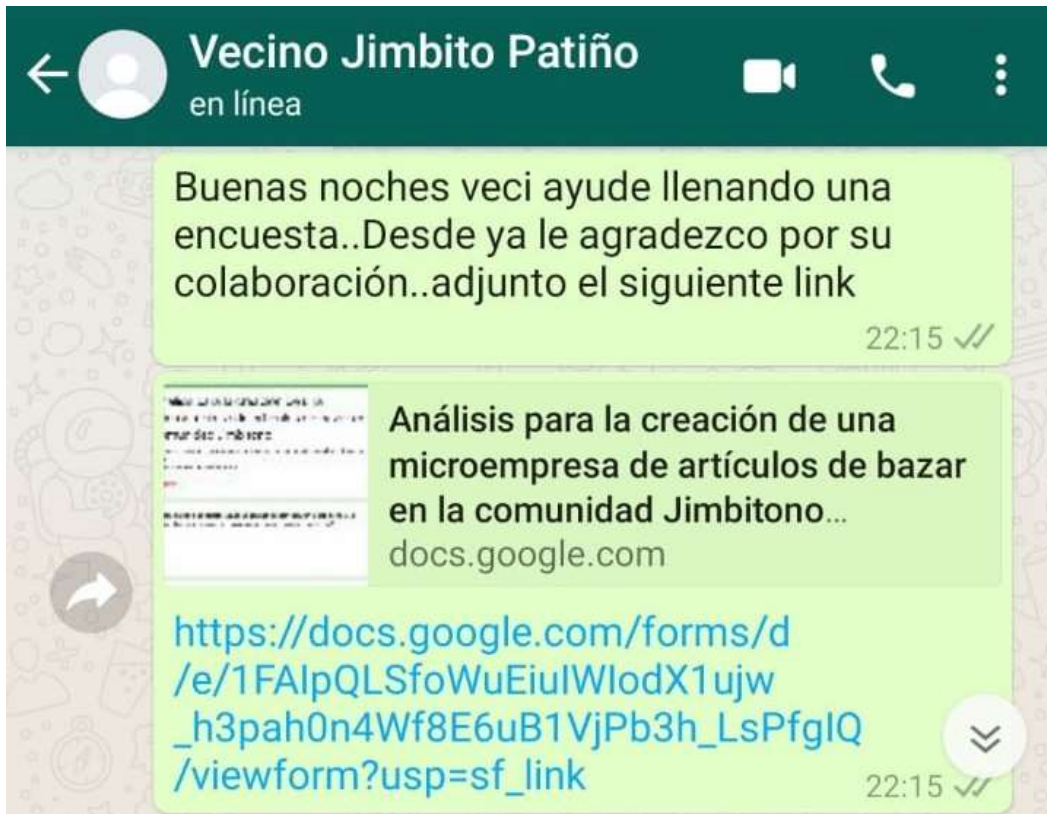 Vecino Jimbito Patiño
en línea
Buenas noches veci ayude llenando una
encuesta..Desde ya le agradezco por su
colaboración..adjunto el siguiente link
22:15
Análisis para la creación de una
microempresa de artículos de bazar
en la comunidad Jimbitono...
docs.google.com
https://docs.google.com/forms/d
/e/1FAIpQLSfoWuEiuIWIodX1ujw
_h3pah0n4Wf8E6uB1VjPb3h_LsPfgIQ
/viewform?usp=sf_link
22:15